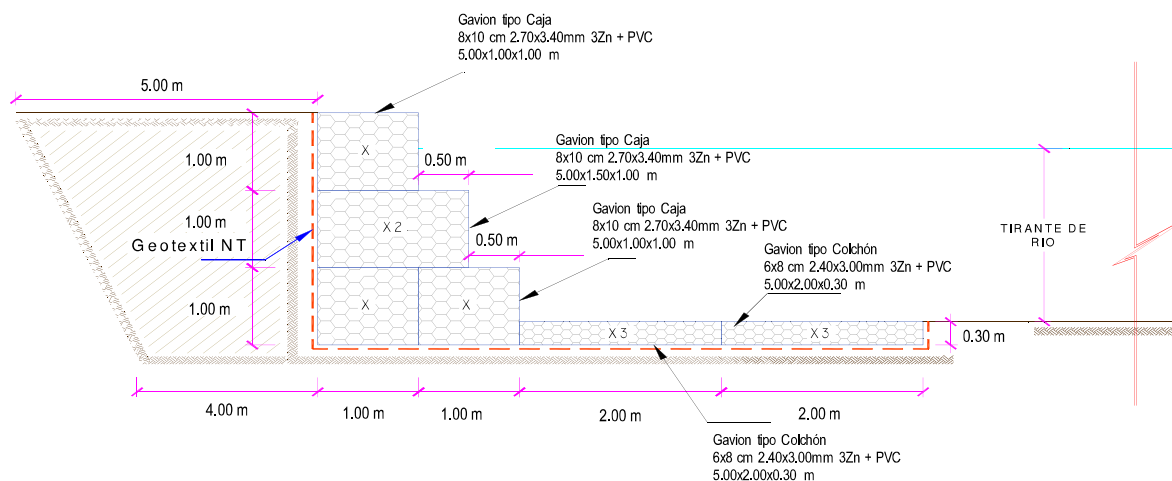 Gavion tipo Caja
8x10 cm 2.70x3.40mm 3Zn + PVC
5.00x1.00x1.00 m
5.00 m
1.00 m
X
0.50 m
Gavion tipo Caja
8x10 cm 2.70x3.40mm 3Zn + PVC
5.00x1.50x1.00 m
1.00 m
X2
Geotextil NT
0.50 m
Gavion tipo Caja
8x10 cm 2.70x3.40mm 3Zn + PVC
5.00x1.00x1.00 m
TIRANTE DE
RIO
Gavion tipo Colchón
6x8 cm 2.40x3.00mm 3Zn + PVC
5.00x2.00x0.30 m
1.00 m
X
X
X3
X3
0.30 m
4.00 m
1.00 m
1.00 m
2.00 m
2.00 m
Gavion tipo Colchón
6x8 cm 2.40x3.00mm 3Zn + PVC
5.00x2.00x0.30 m